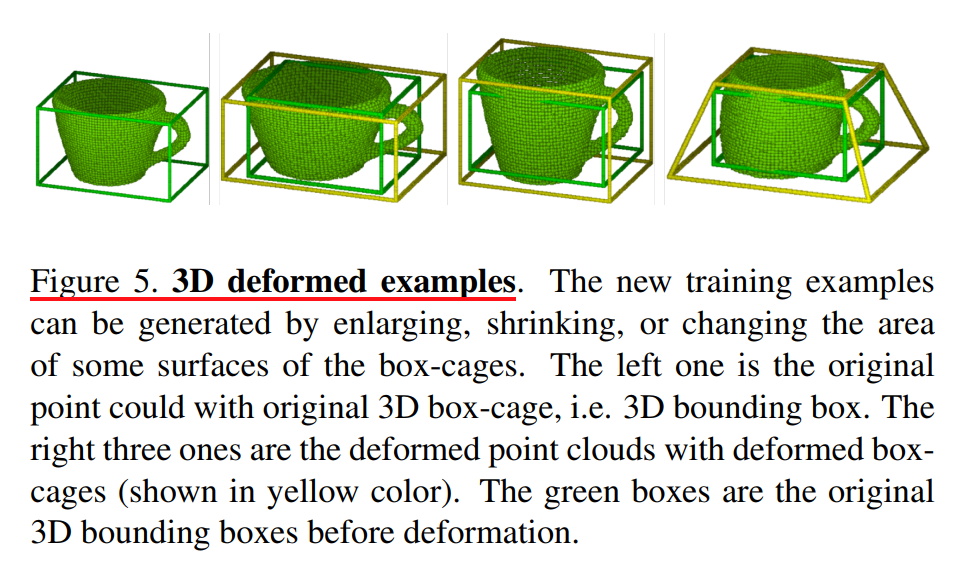 Figure 5. 3D deformed examples. The new training examples
can be generated by enlarging, shrinking, or changing the area
of some surfaces of the box-cages. The left one is the original
point could with original 3D box-cage, i.e. 3D bounding box. The
right three ones are the deformed point clouds with deformed box-
cages (shown in yellow color). The green boxes are the original
3D bounding boxes before deformation.